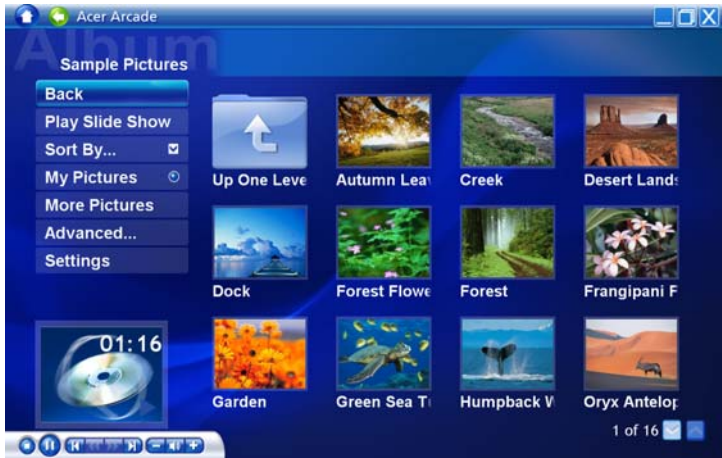 Acer Arcade
Album
Sample Pictures
Back
Play Slide Show
Sort By...
My Pictures
More Pictures
Advanced...
Settings
Up One Leve
Autumn Lea
Creek
Desert Lands
Dock
Forest Flowe
Forest
Frangipani F
Garden
Green Sea T
Humpback W
Oryx Antelop
01:16
1 of 16